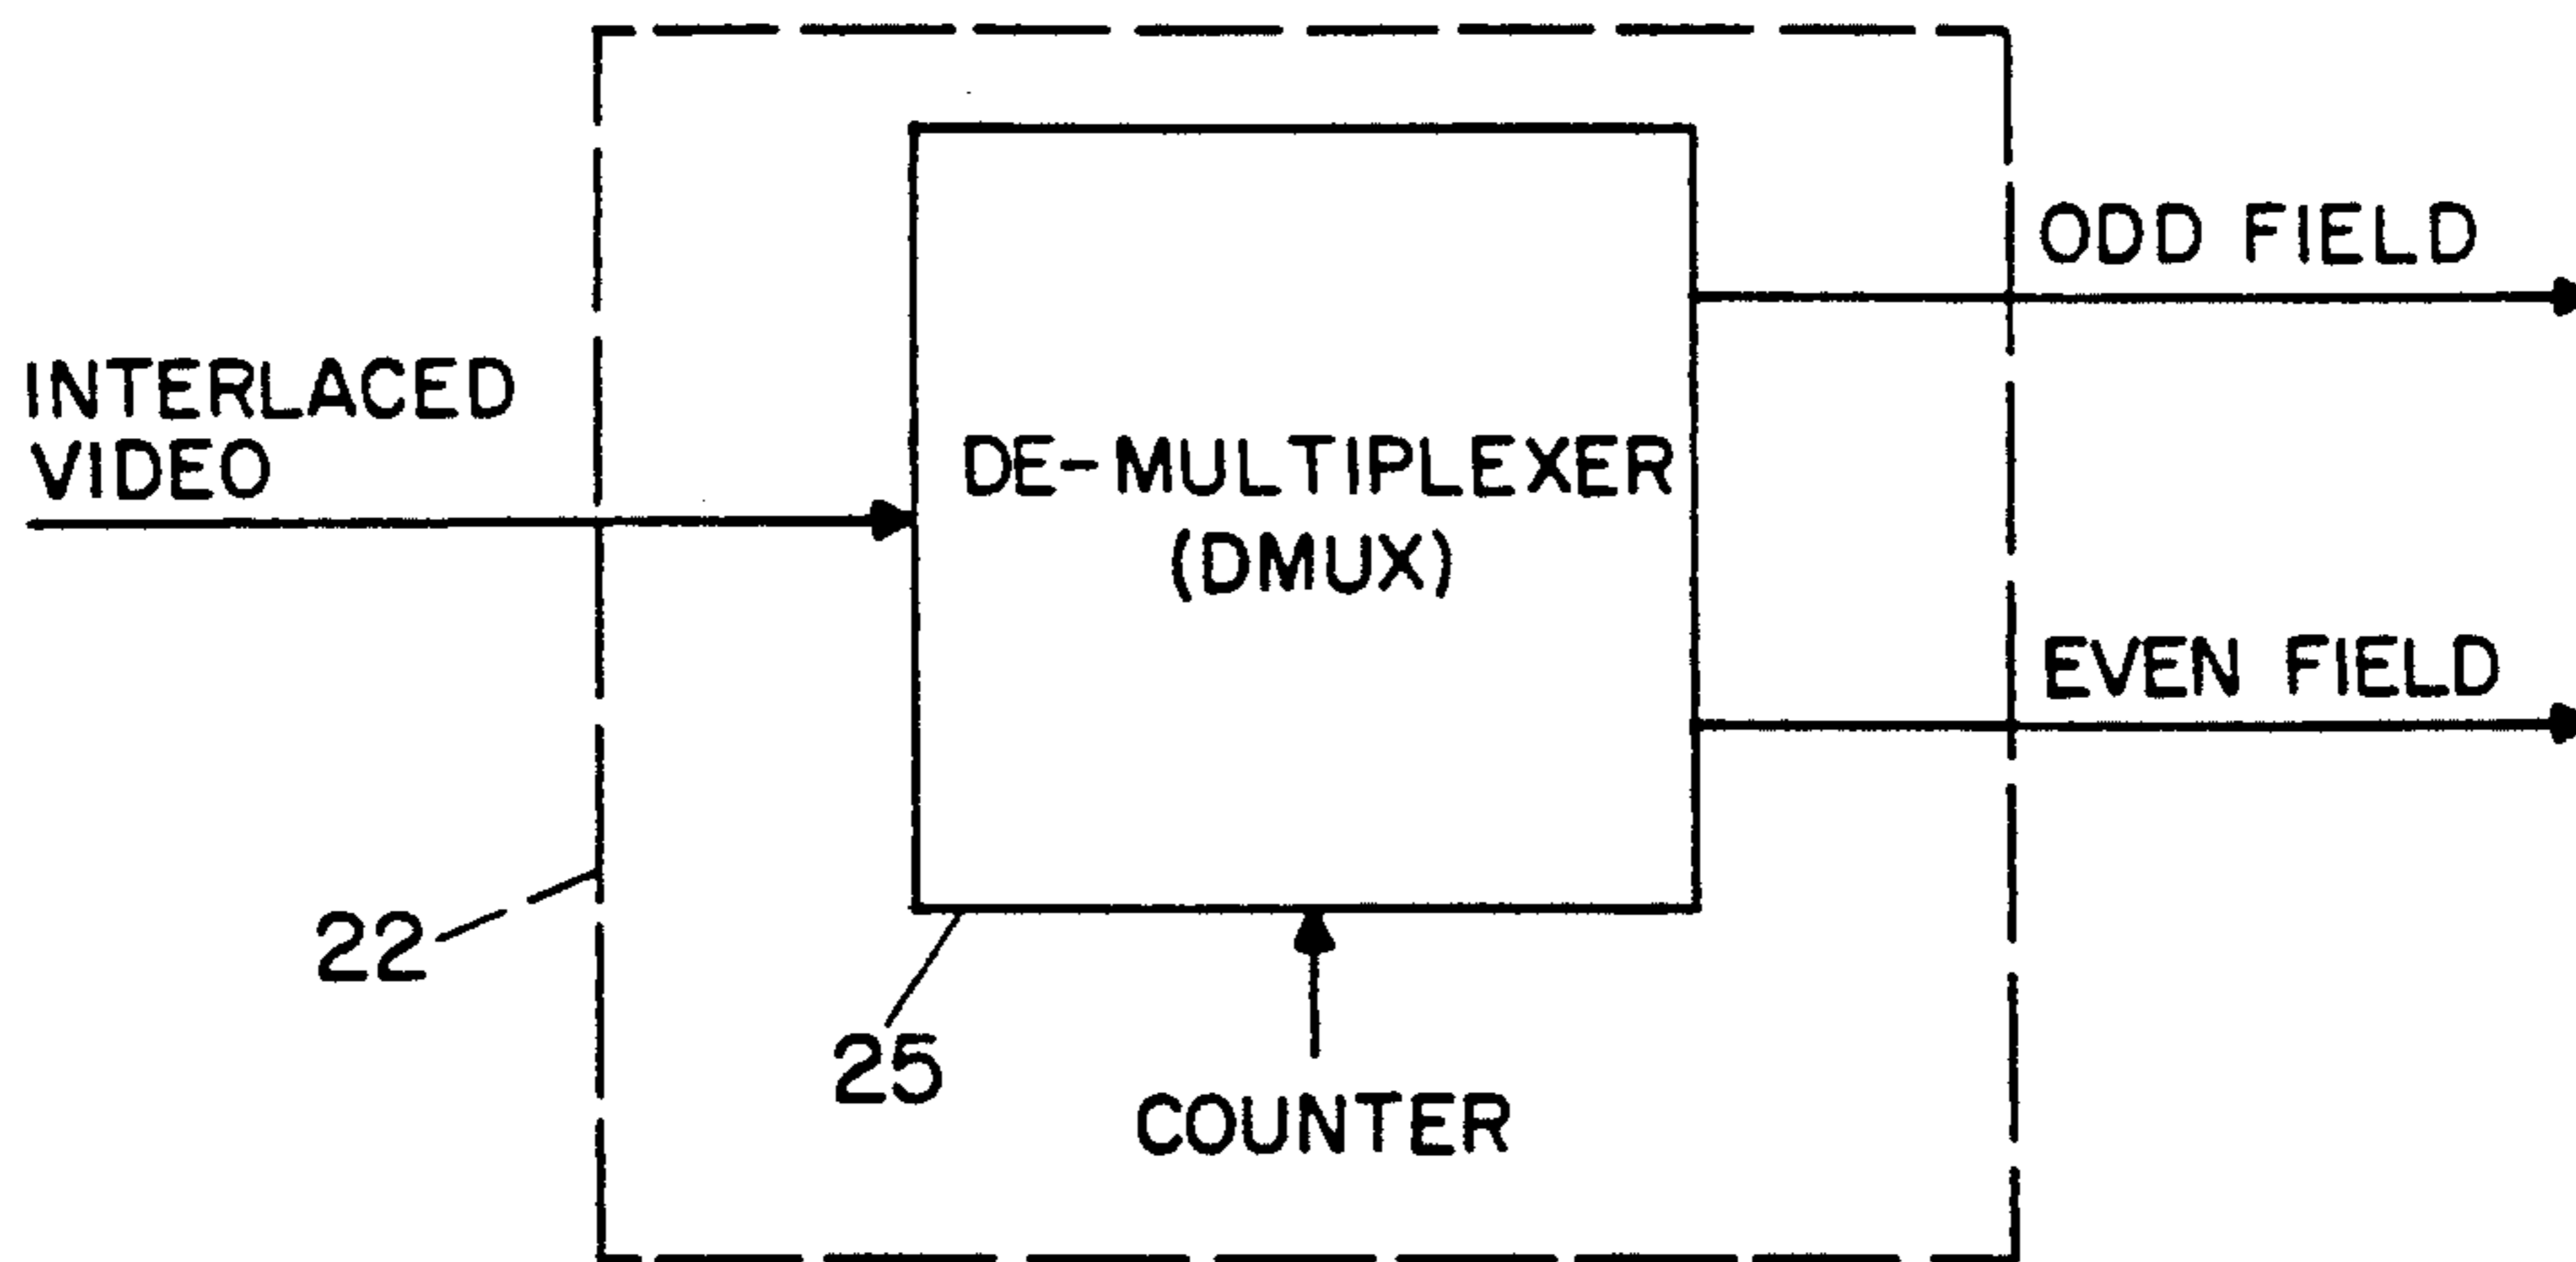 ODD FIELD
INTERLACED
VIDEO
DE-MULTIPLEXER
(DMUX)
EVEN FIELD
22
25
COUNTER